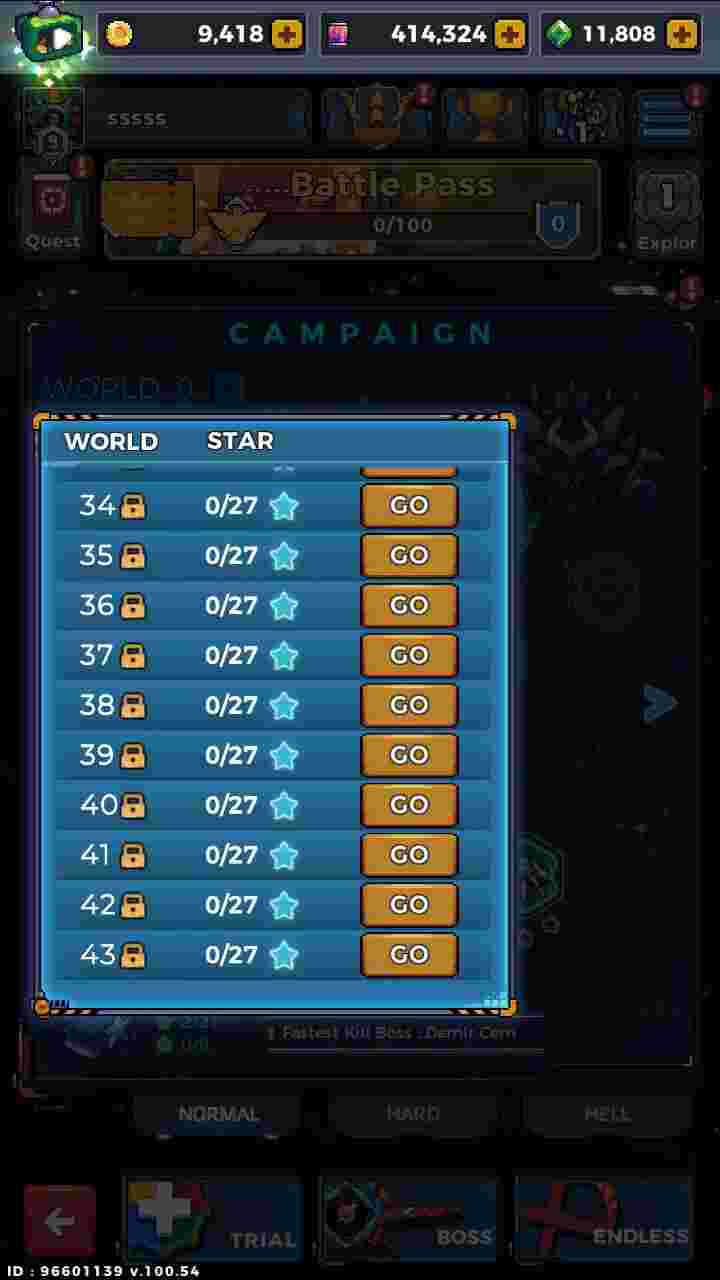 9,418
414,324
11,808
19
sssss
1
Battle Pass
1
0/100
0
Quest
Explor
CAMPAIGN
WORLD 0
WORLD STAR
34 0/27 GO
35 0/27 GO
36 0/27 GO
37 0/27 GO
38 0/27 GO
39 0/27 GO
40 0/27 GO
41 0/27 GO
42 0/27 GO
43 0/27 GO
Fastest Kill Boss : Demir Cem
NORMAL HARD HELL
TRIAL BOSS ENDLESS
ID : 96601139 v.100.54